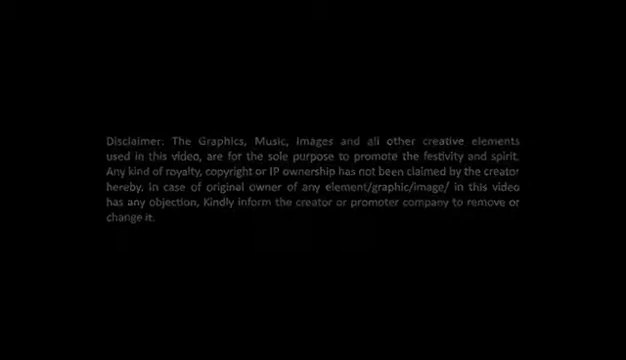 Disclaimer: The Graphics, Music, Images and all other creative elements
used in this video, are for the sole purpose to promote the festivity and spirit.
Any kind of royalty, copyright or IP ownership has not been claimed by the creator
hereby. In case of original owner of any element/graphic/image/ in this video
has any objection, Kindly inform the creator or promoter company to remove or
change it.